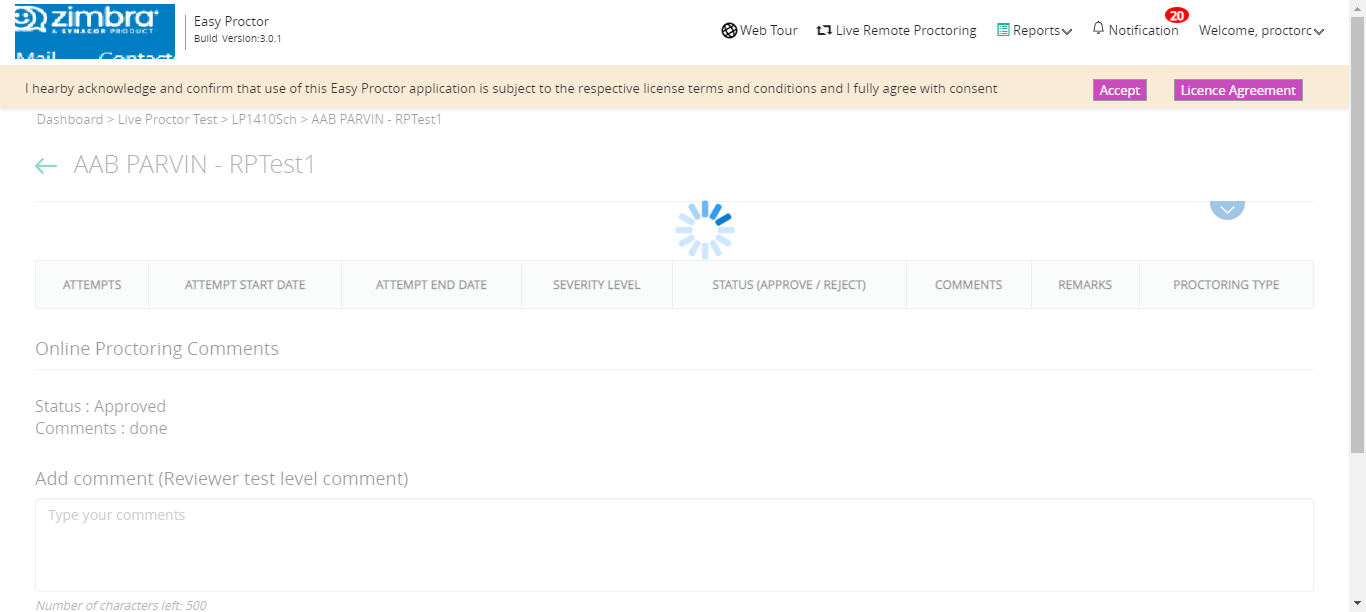 zimbra®
A SYNACOR PRODUCT
Mail Contact
Easy Proctor
Build Version:3.0.1
Web Tour
Live Remote Proctoring
Reports
Notification
20
Welcome, proctorc
I hearby acknowledge and confirm that use of this Easy Proctor application is subject to the respective license terms and conditions and I fully agree with consent
Accept
Licence Agreement
Dashboard > Live Proctor Test > LP1410Sch > AAB PARVIN - RPTest1
AAB PARVIN - RPTest1
ATTEMPTS
ATTEMPT START DATE
ATTEMPT END DATE
SEVERITY LEVEL
STATUS (APPROVE / REJECT)
COMMENTS
REMARKS
PROCTORING TYPE
Online Proctoring Comments
Status : Approved
Comments : done
Add comment (Reviewer test level comment)
Type your comments
Number of characters left: 500